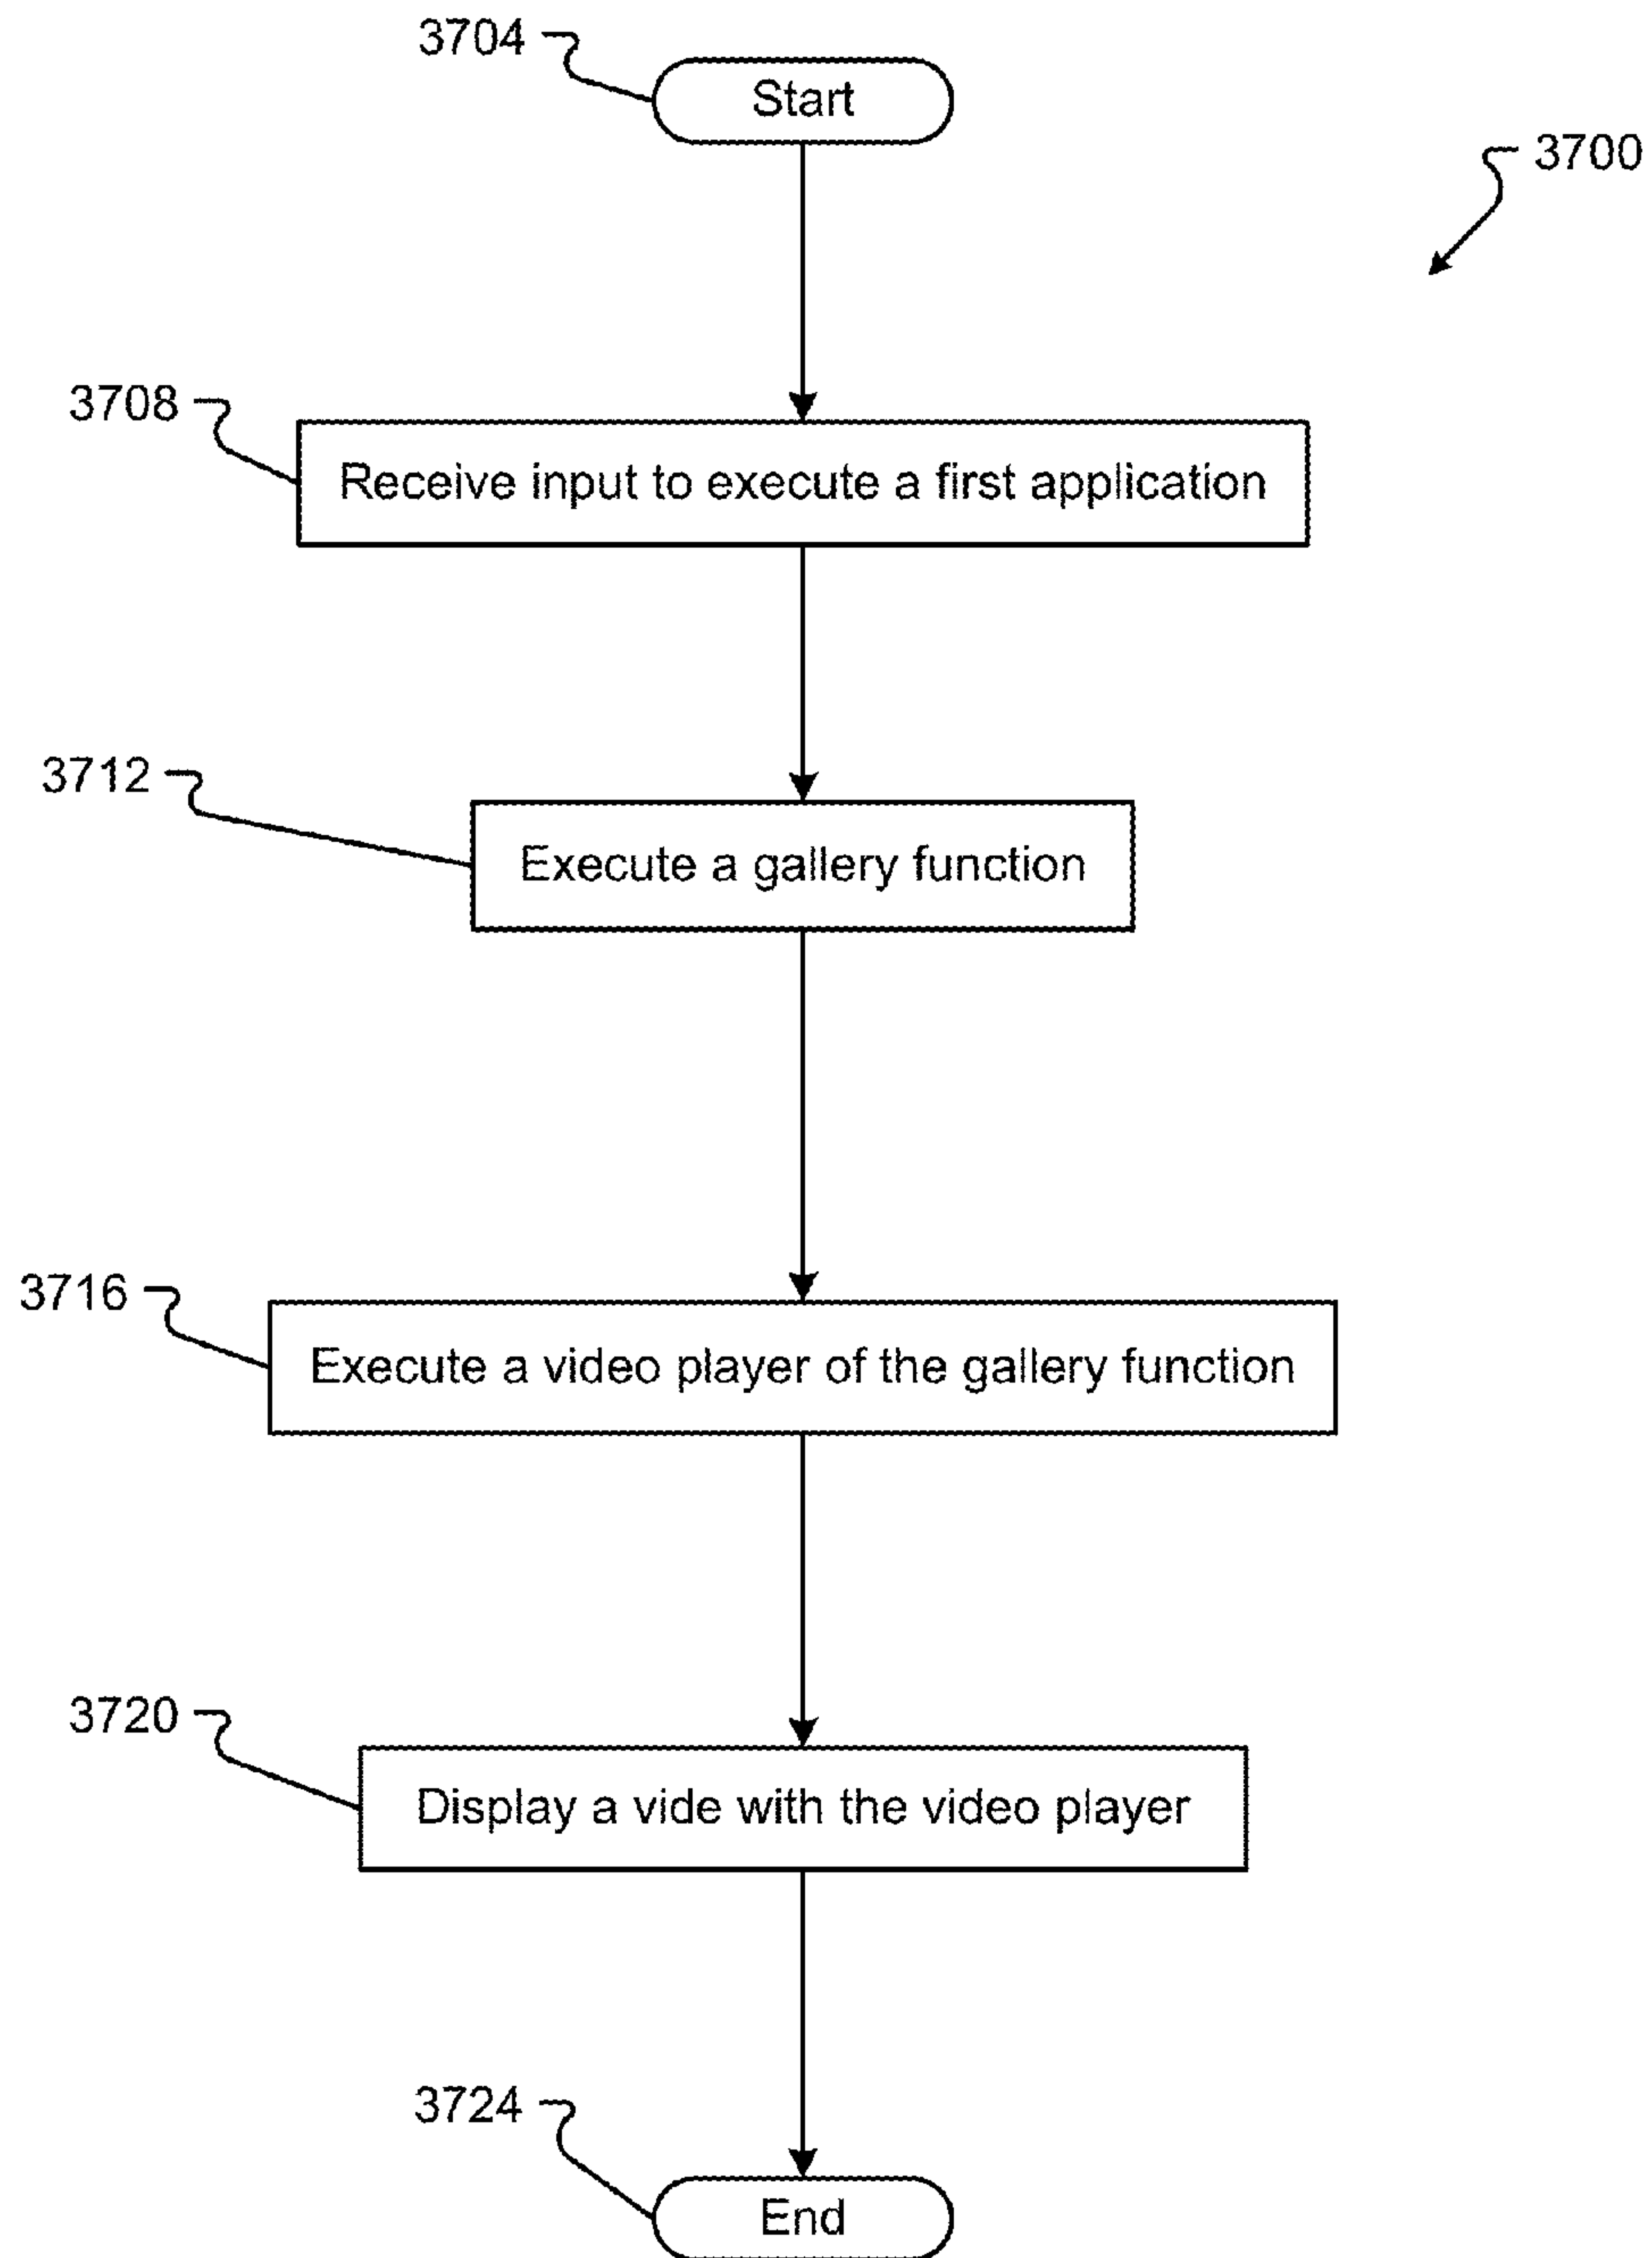 3704
Start
3700
3708
Receive input to execute a first application
3712
Execute a gallery function
3716
Execute a video player of the gallery function
3720
Display a vide with the video player
3724
End